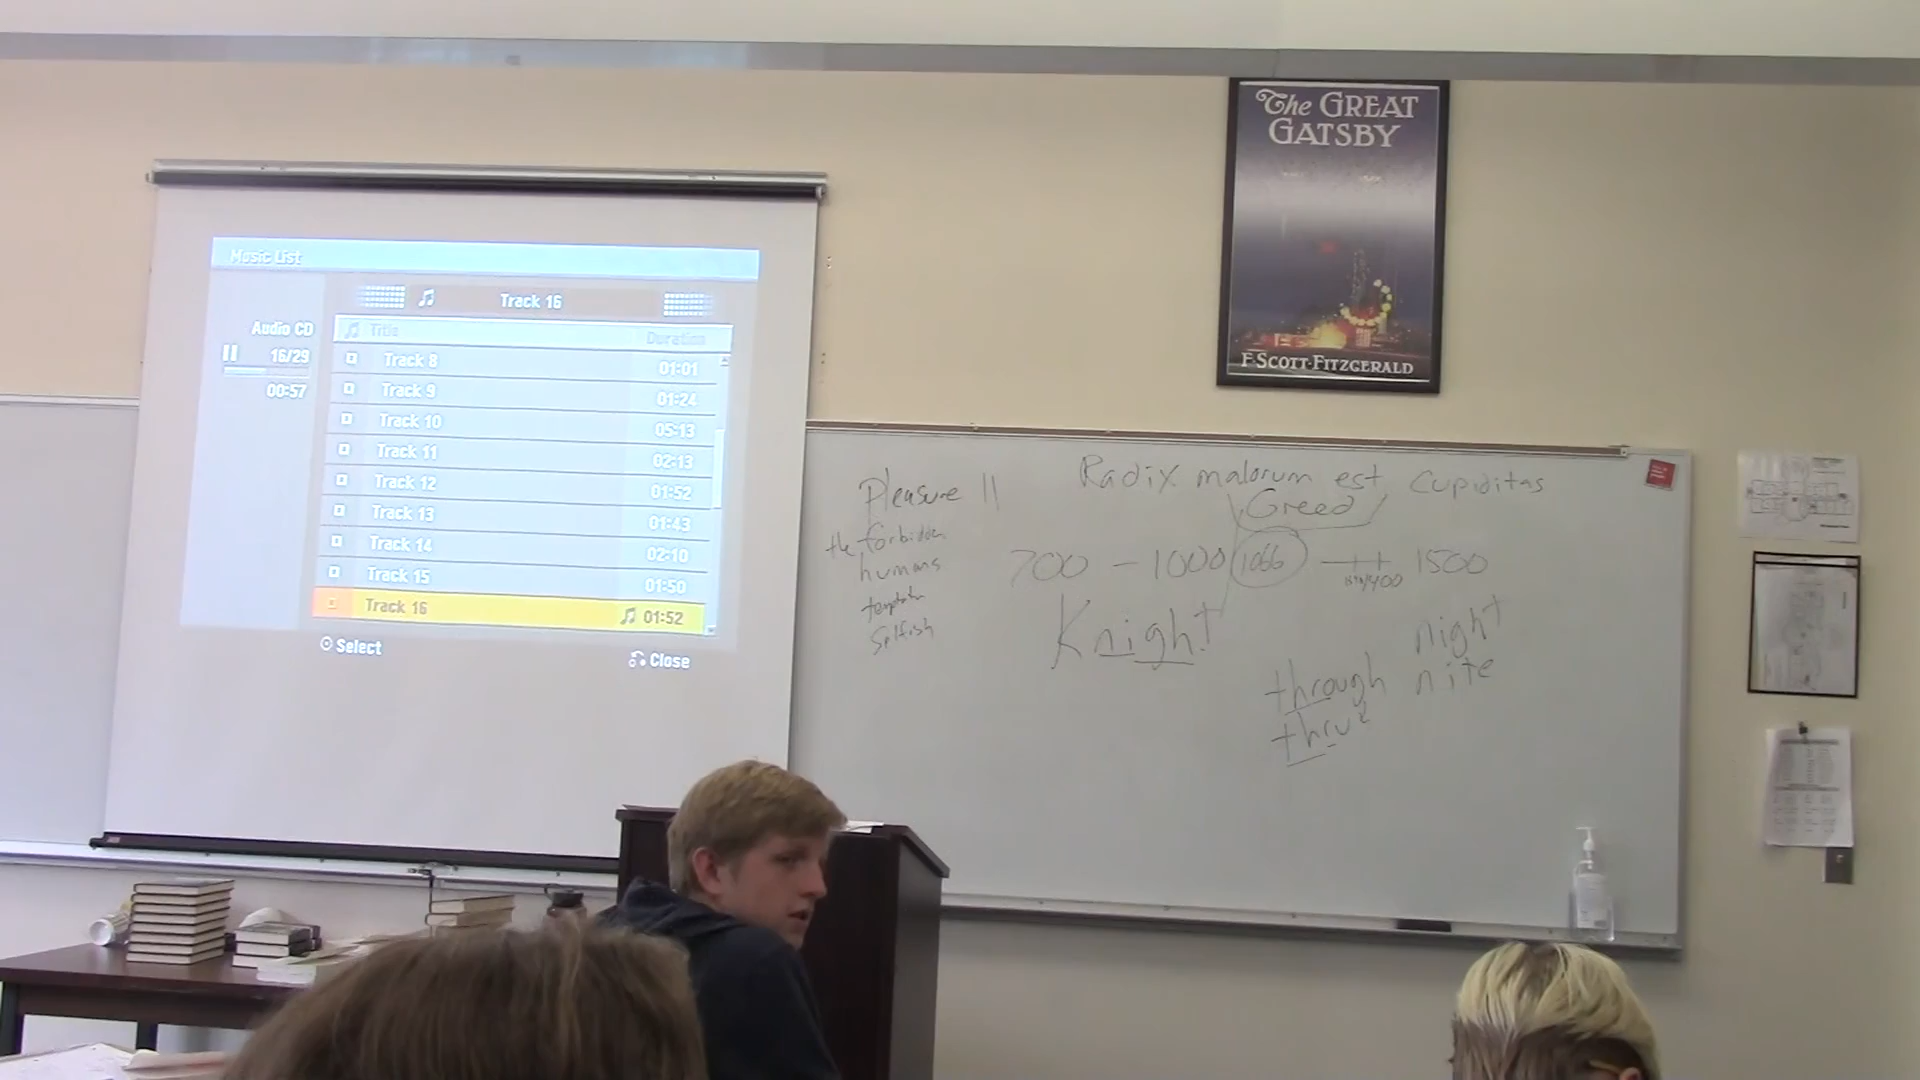 Music List
Track 16
Audio CD
16/29
00:57
Title Duration
Track 8 01:01
Track 9 01:24
Track 10 05:13
Track 11 02:13
Track 12 01:52
Track 13 01:43
Track 14 02:10
Track 15 01:50
Track 16 01:52
Select
Close
The GREAT
GATSBY
F. SCOTT FITZGERALD
Pleasure !!
the forbidden
humans
temptation
Selfish
Radix malorum est Cupiditas
Greed
700 - 1000 1066 1400 1500
Knight
night
through nite
thru